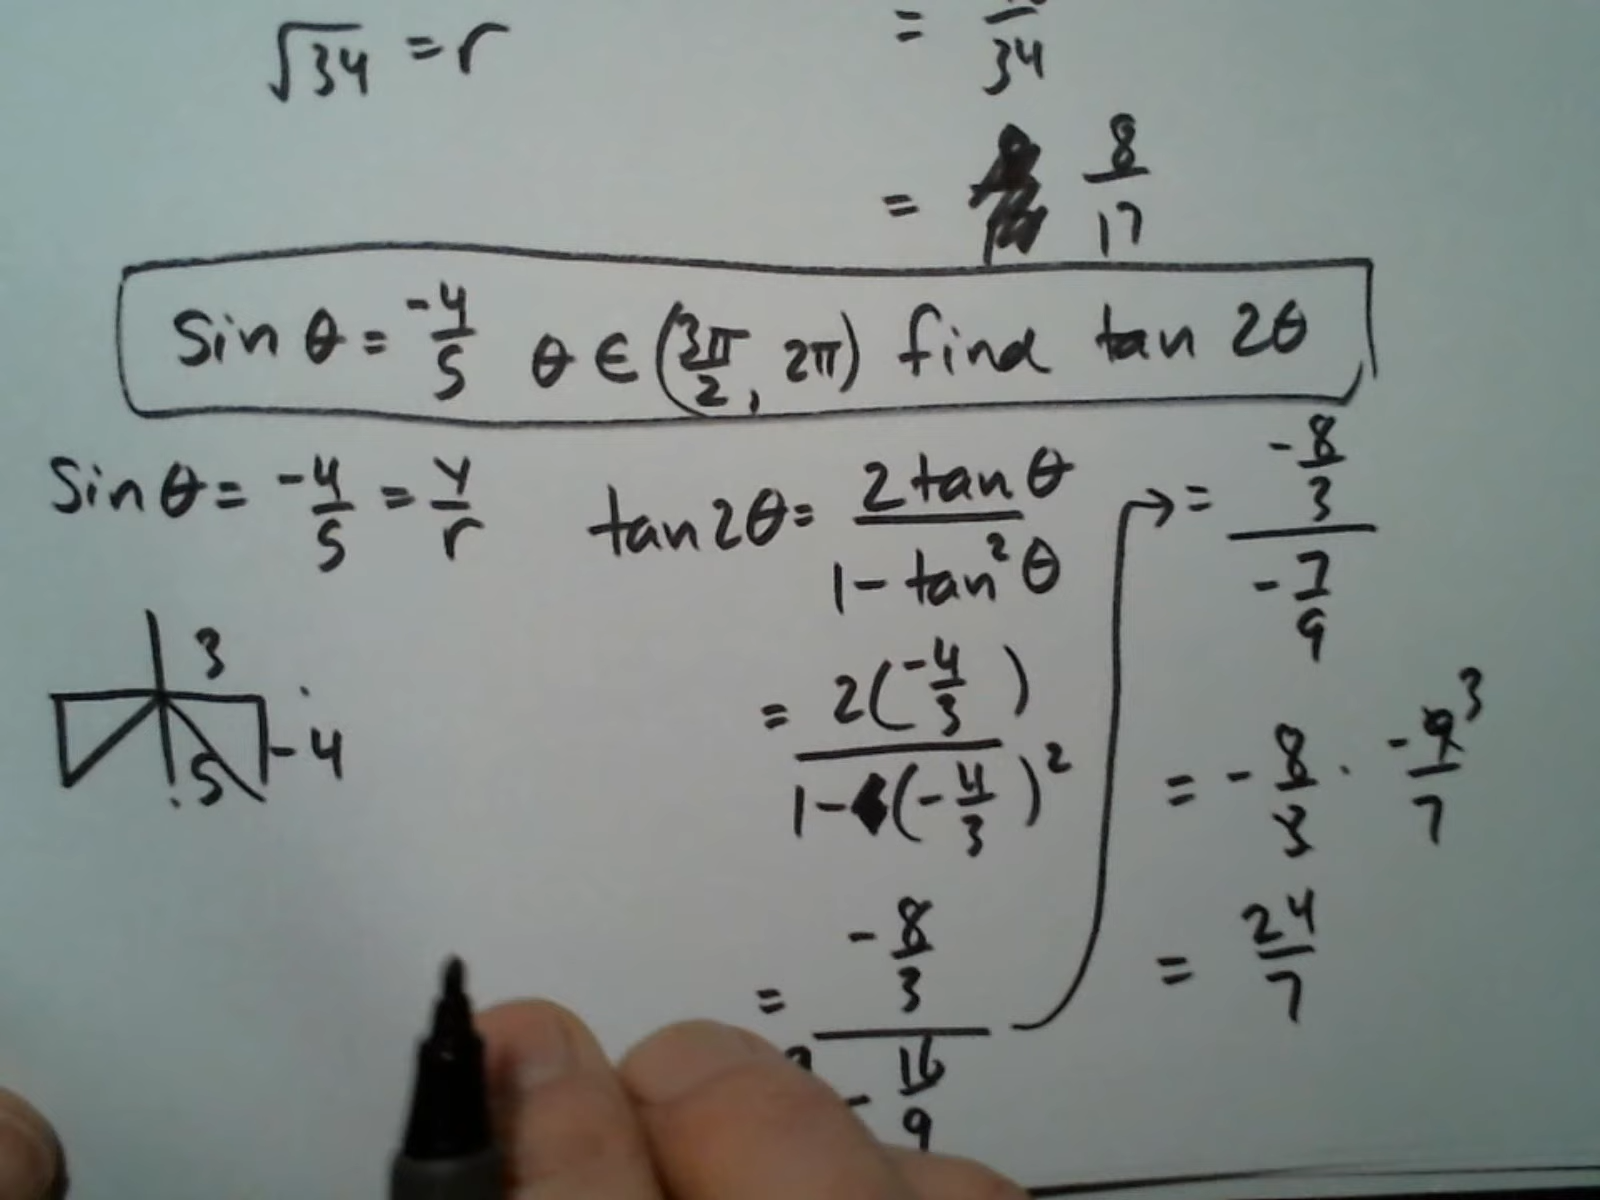 √34 = r
= /34
= 8/17
Sin θ = -4/5 θ ∈ (3π/2, 2π) find tan 2θ
Sin θ = -4/5 = y/r
3
-4
5
tan 2θ = 2 tan θ / 1 - tan² θ
= 2(-4/3) / 1 - (-4/3)²
= -8/3 / - 16/9
→ = -8/3 / -7/9
= -8/3 · -9/7 3
= 24/7